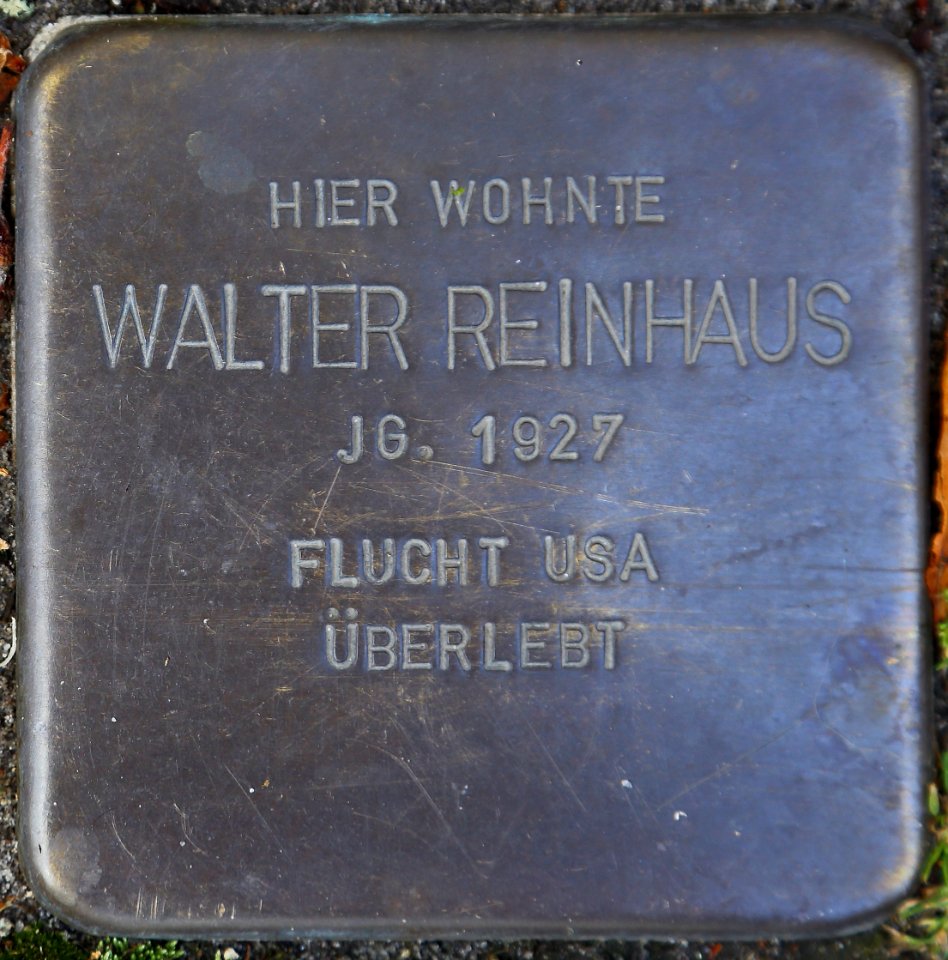 HIER WOHNTE
WALTER REINHAUS
JG. 1927
FLUCHT USA
ÜBERLEBT